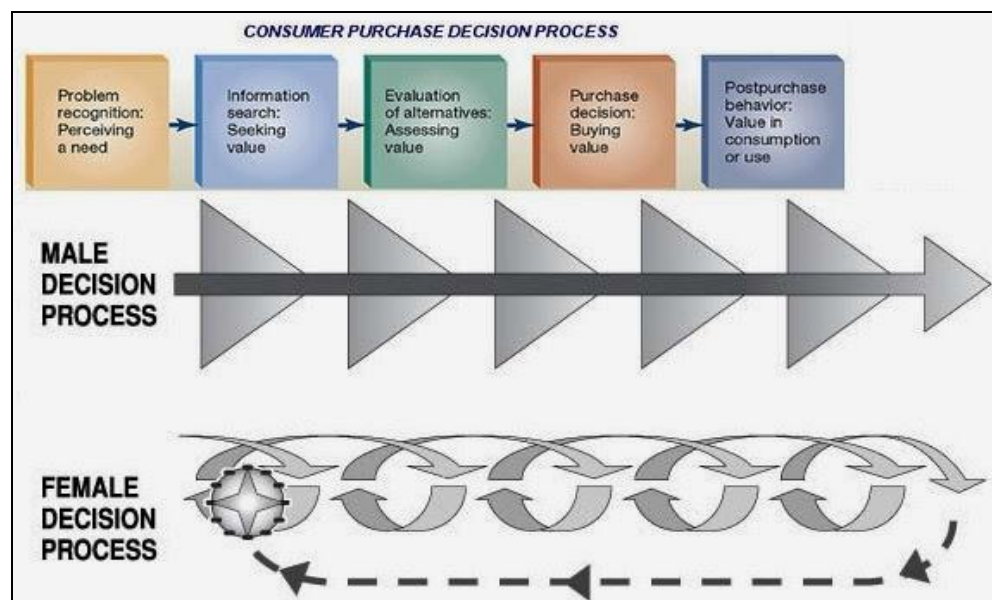 CONSUMER PURCHASE DECISION PROCESS
Problem
recognition:
Perceiving
a need
Information
search:
Seeking
value
Evaluation
of alternatives:
Assessing
value
Purchase
decision:
Buying
value
Postpurchase
behavior:
Value in
consumption
or use
MALE
DECISION
PROCESS
FEMALE
DECISION
PROCESS